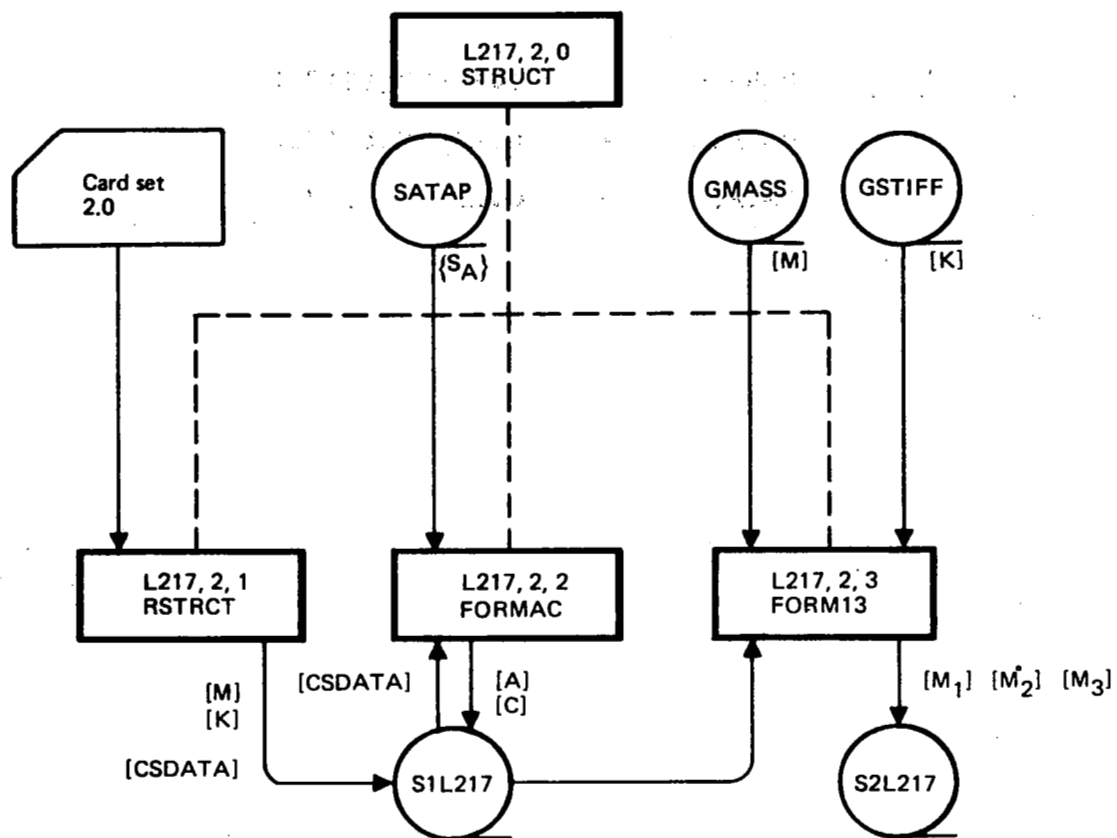 L217, 2, 0
STRUCT
Card set
2.0
SATAP
GMASS
GSTIFF
{S_A}
[M]
[K]
L217, 2, 1
RSTRCT
L217, 2, 2
FORMAC
L217, 2, 3
FORM13
[M]
[K]
[CSDATA]
[CSDATA]
[A]
[C]
[M1] [M2] [M3]
S1L217
S2L217